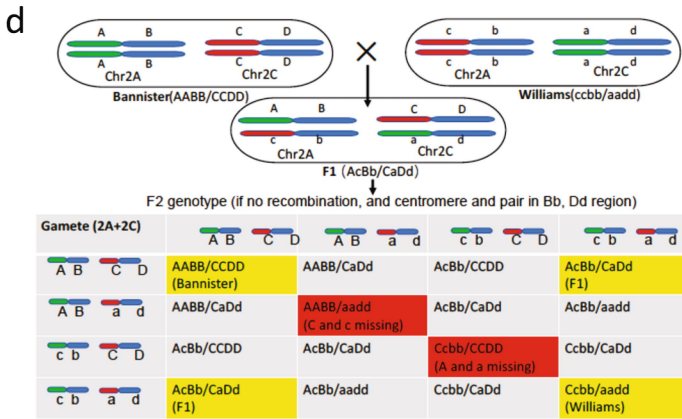 d
A B C D
A B C D
Chr2A Chr2C
Bannister(AABB/CCDD)
c b a d
c b a d
Chr2A Chr2C
Williams(ccbb/aadd)
A B C D
c b a d
Chr2A Chr2C
F1 (AcBb/CaDd)
F2 genotype (if no recombination, and centromere and pair in Bb, Dd region)
Gamete (2A+2C)
A B C D
A B a d
c b C D
c b a d
A B C D
AABB/CCDD
(Bannister)
AABB/CaDd
AcBb/CCDD
AcBb/CaDd
(F1)
A B a d
AABB/CaDd
AABB/aadd
(C and c missing)
AcBb/CaDd
AcBb/aadd
c b C D
AcBb/CCDD
AcBb/CaDd
Ccbb/CCDD
(A and a missing)
Ccbb/CaDd
c b a d
AcBb/CaDd
(F1)
AcBb/aadd
Ccbb/CaDd
Ccbb/aadd
(Williams)